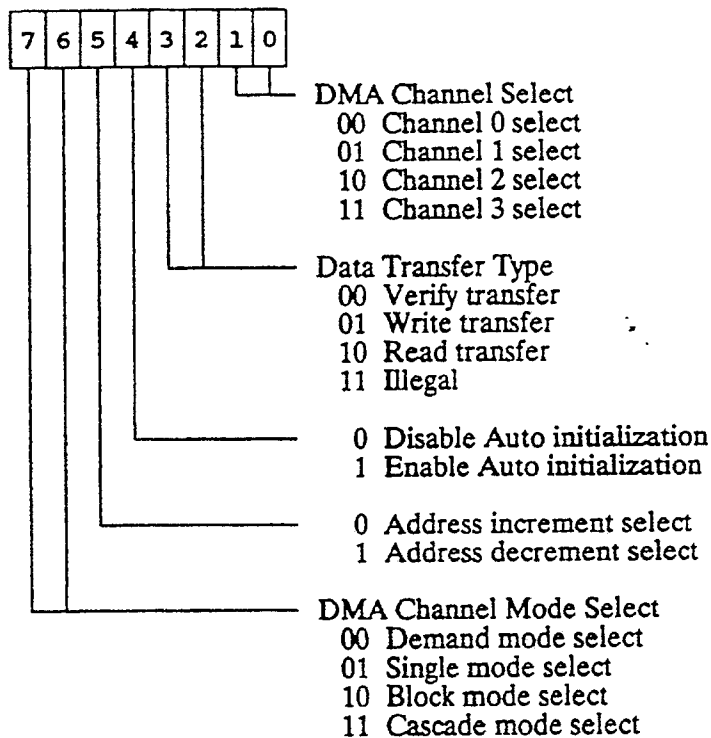 7 6 5 4 3 2 1 0
DMA Channel Select
00 Channel 0 select
01 Channel 1 select
10 Channel 2 select
11 Channel 3 select
Data Transfer Type
00 Verify transfer
01 Write transfer
10 Read transfer
11 Illegal
0 Disable Auto initialization
1 Enable Auto initialization
0 Address increment select
1 Address decrement select
DMA Channel Mode Select
00 Demand mode select
01 Single mode select
10 Block mode select
11 Cascade mode select